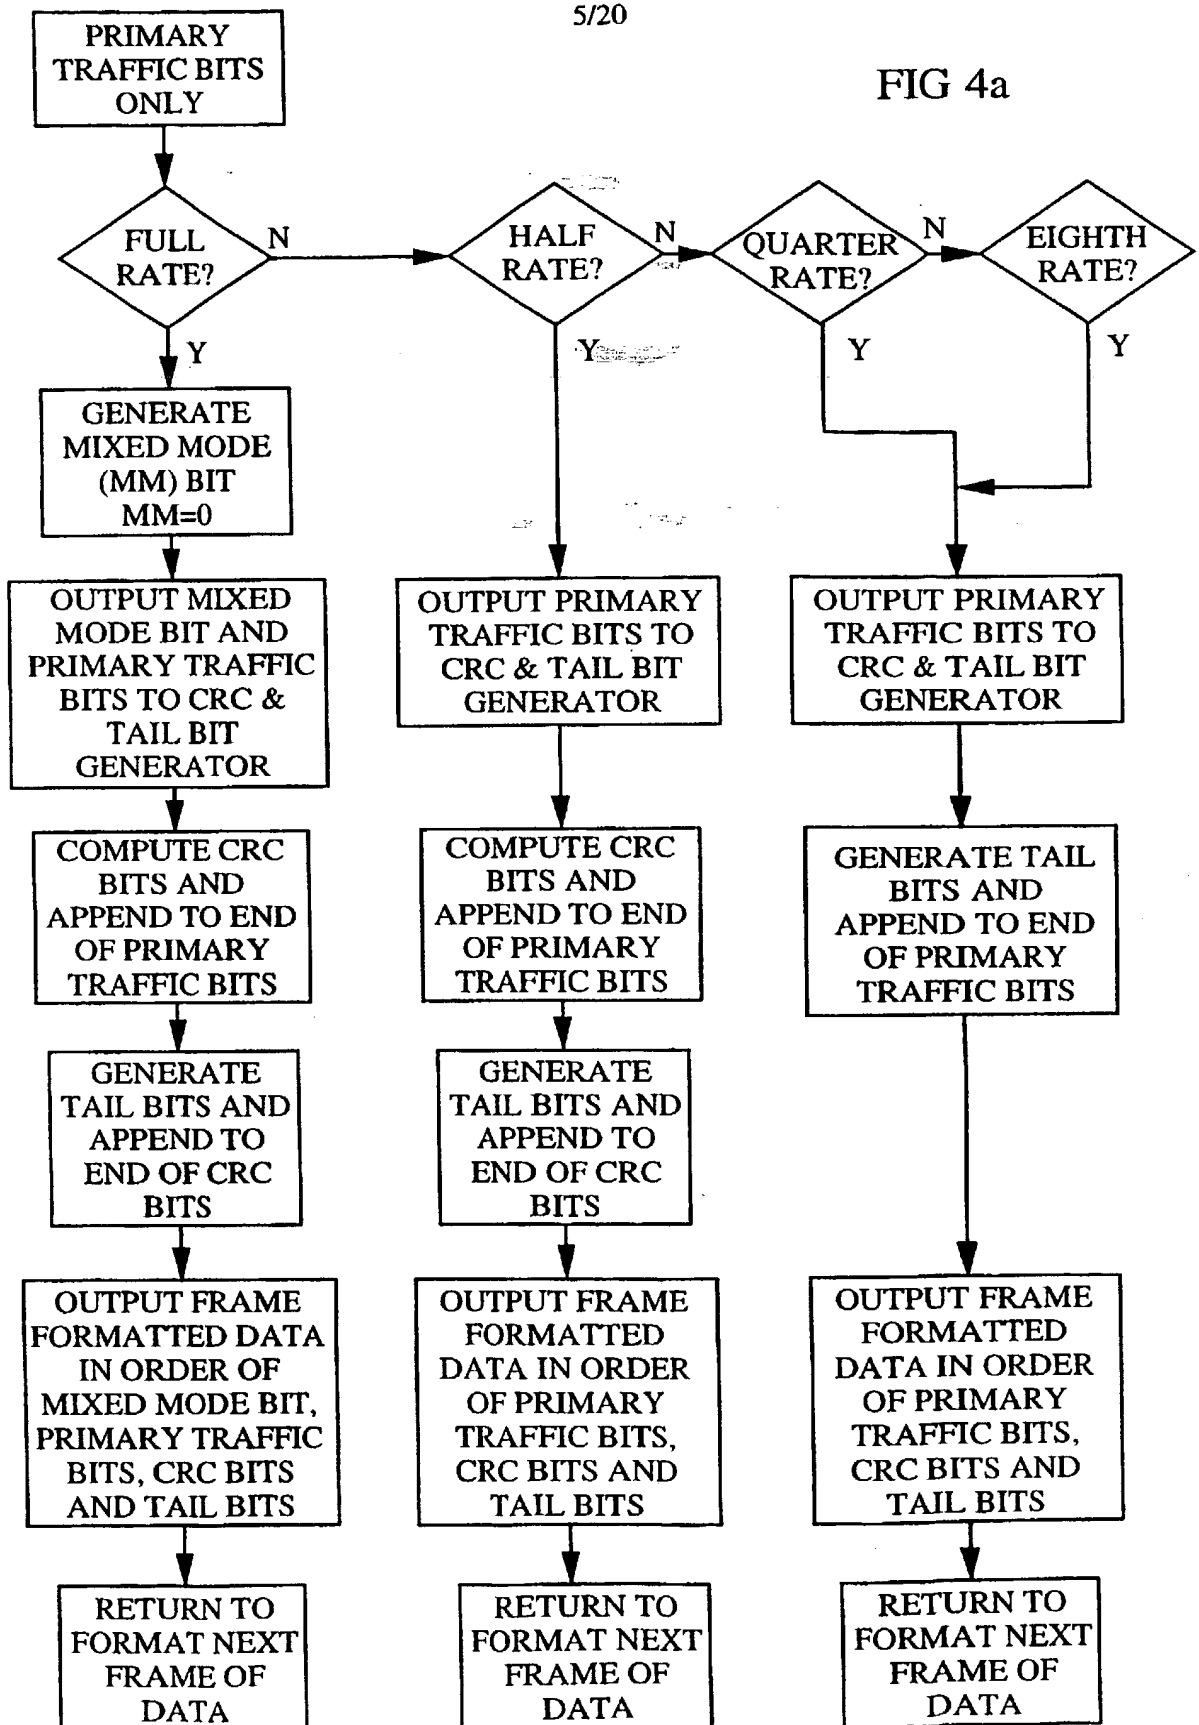 5/20
FIG 4a
PRIMARY
TRAFFIC BITS
ONLY
FULL
RATE?
N
Y
HALF
RATE?
N
Y
QUARTER
RATE?
N
Y
EIGHTH
RATE?
Y
GENERATE
MIXED MODE
(MM) BIT
MM=0
OUTPUT MIXED
MODE BIT AND
PRIMARY TRAFFIC
BITS TO CRC &
TAIL BIT
GENERATOR
COMPUTE CRC
BITS AND
APPEND TO END
OF PRIMARY
TRAFFIC BITS
GENERATE
TAIL BITS AND
APPEND TO
END OF CRC
BITS
OUTPUT FRAME
FORMATTED DATA
IN ORDER OF
MIXED MODE BIT,
PRIMARY TRAFFIC
BITS, CRC BITS
AND TAIL BITS
RETURN TO
FORMAT NEXT
FRAME OF
DATA
OUTPUT PRIMARY
TRAFFIC BITS TO
CRC & TAIL BIT
GENERATOR
COMPUTE CRC
BITS AND
APPEND TO END
OF PRIMARY
TRAFFIC BITS
GENERATE
TAIL BITS AND
APPEND TO
END OF CRC
BITS
OUTPUT FRAME
FORMATTED
DATA IN ORDER
OF PRIMARY
TRAFFIC BITS,
CRC BITS AND
TAIL BITS
RETURN TO
FORMAT NEXT
FRAME OF
DATA
OUTPUT PRIMARY
TRAFFIC BITS TO
CRC & TAIL BIT
GENERATOR
GENERATE TAIL
BITS AND
APPEND TO END
OF PRIMARY
TRAFFIC BITS
OUTPUT FRAME
FORMATTED
DATA IN ORDER
OF PRIMARY
TRAFFIC BITS,
CRC BITS AND
TAIL BITS
RETURN TO
FORMAT NEXT
FRAME OF
DATA